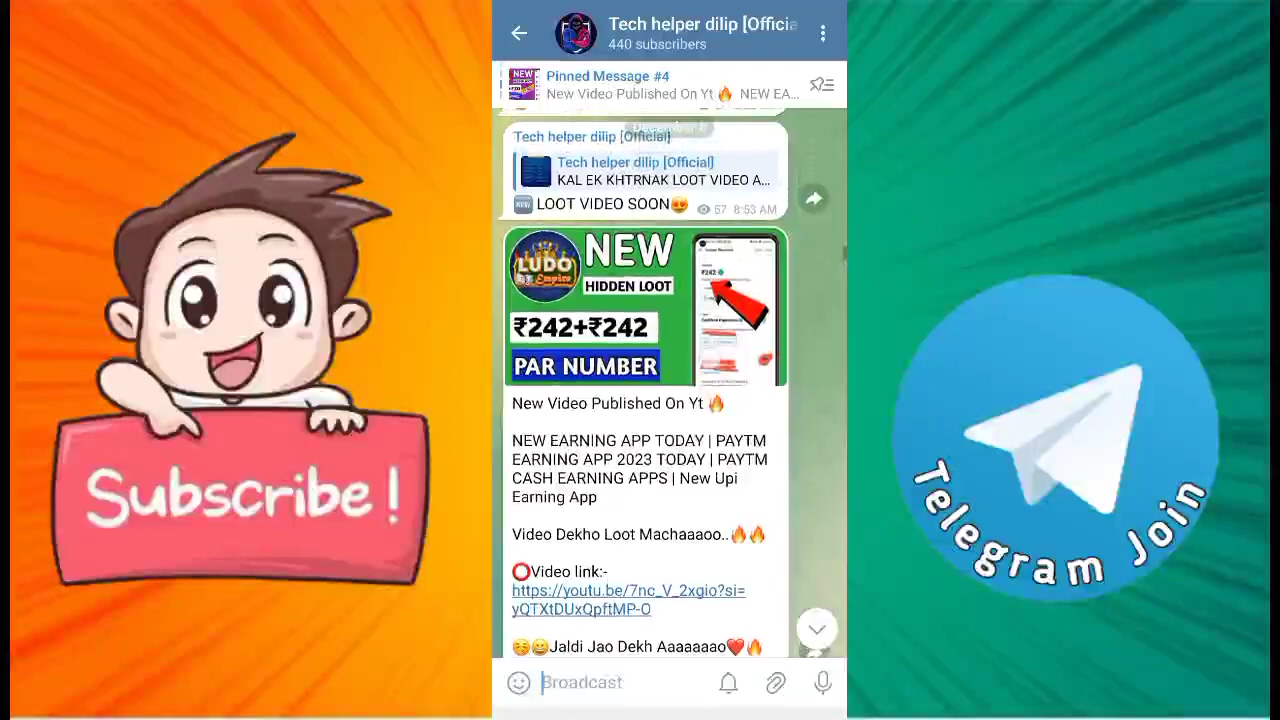 Tech helper dilip [Officia
440 subscribers
Pinned Message #4
New Video Published On Yt 🔥 NEW EA...
Tech helper dilip [Official]
Tech helper dilip [Official]
KAL EK KHTRNAK LOOT VIDEO A...
🆕 LOOT VIDEO SOON😍 57 8:53 AM
LUDO
Empire
NEW
HIDDEN LOOT
₹242
₹242+₹242
PAR NUMBER
New Video Published On Yt 🔥
NEW EARNING APP TODAY | PAYTM
EARNING APP 2023 TODAY | PAYTM
CASH EARNING APPS | New Upi
Earning App
Video Dekho Loot Machaaaoo..🔥🔥
⭕Video link:-
https://youtu.be/7nc_V_2xgio?si=
yQTXtDUxQpftMP-O
😚😄Jaldi Jao Dekh Aaaaaaao❤️🔥
Broadcast
Subscribe!
Telegram Join